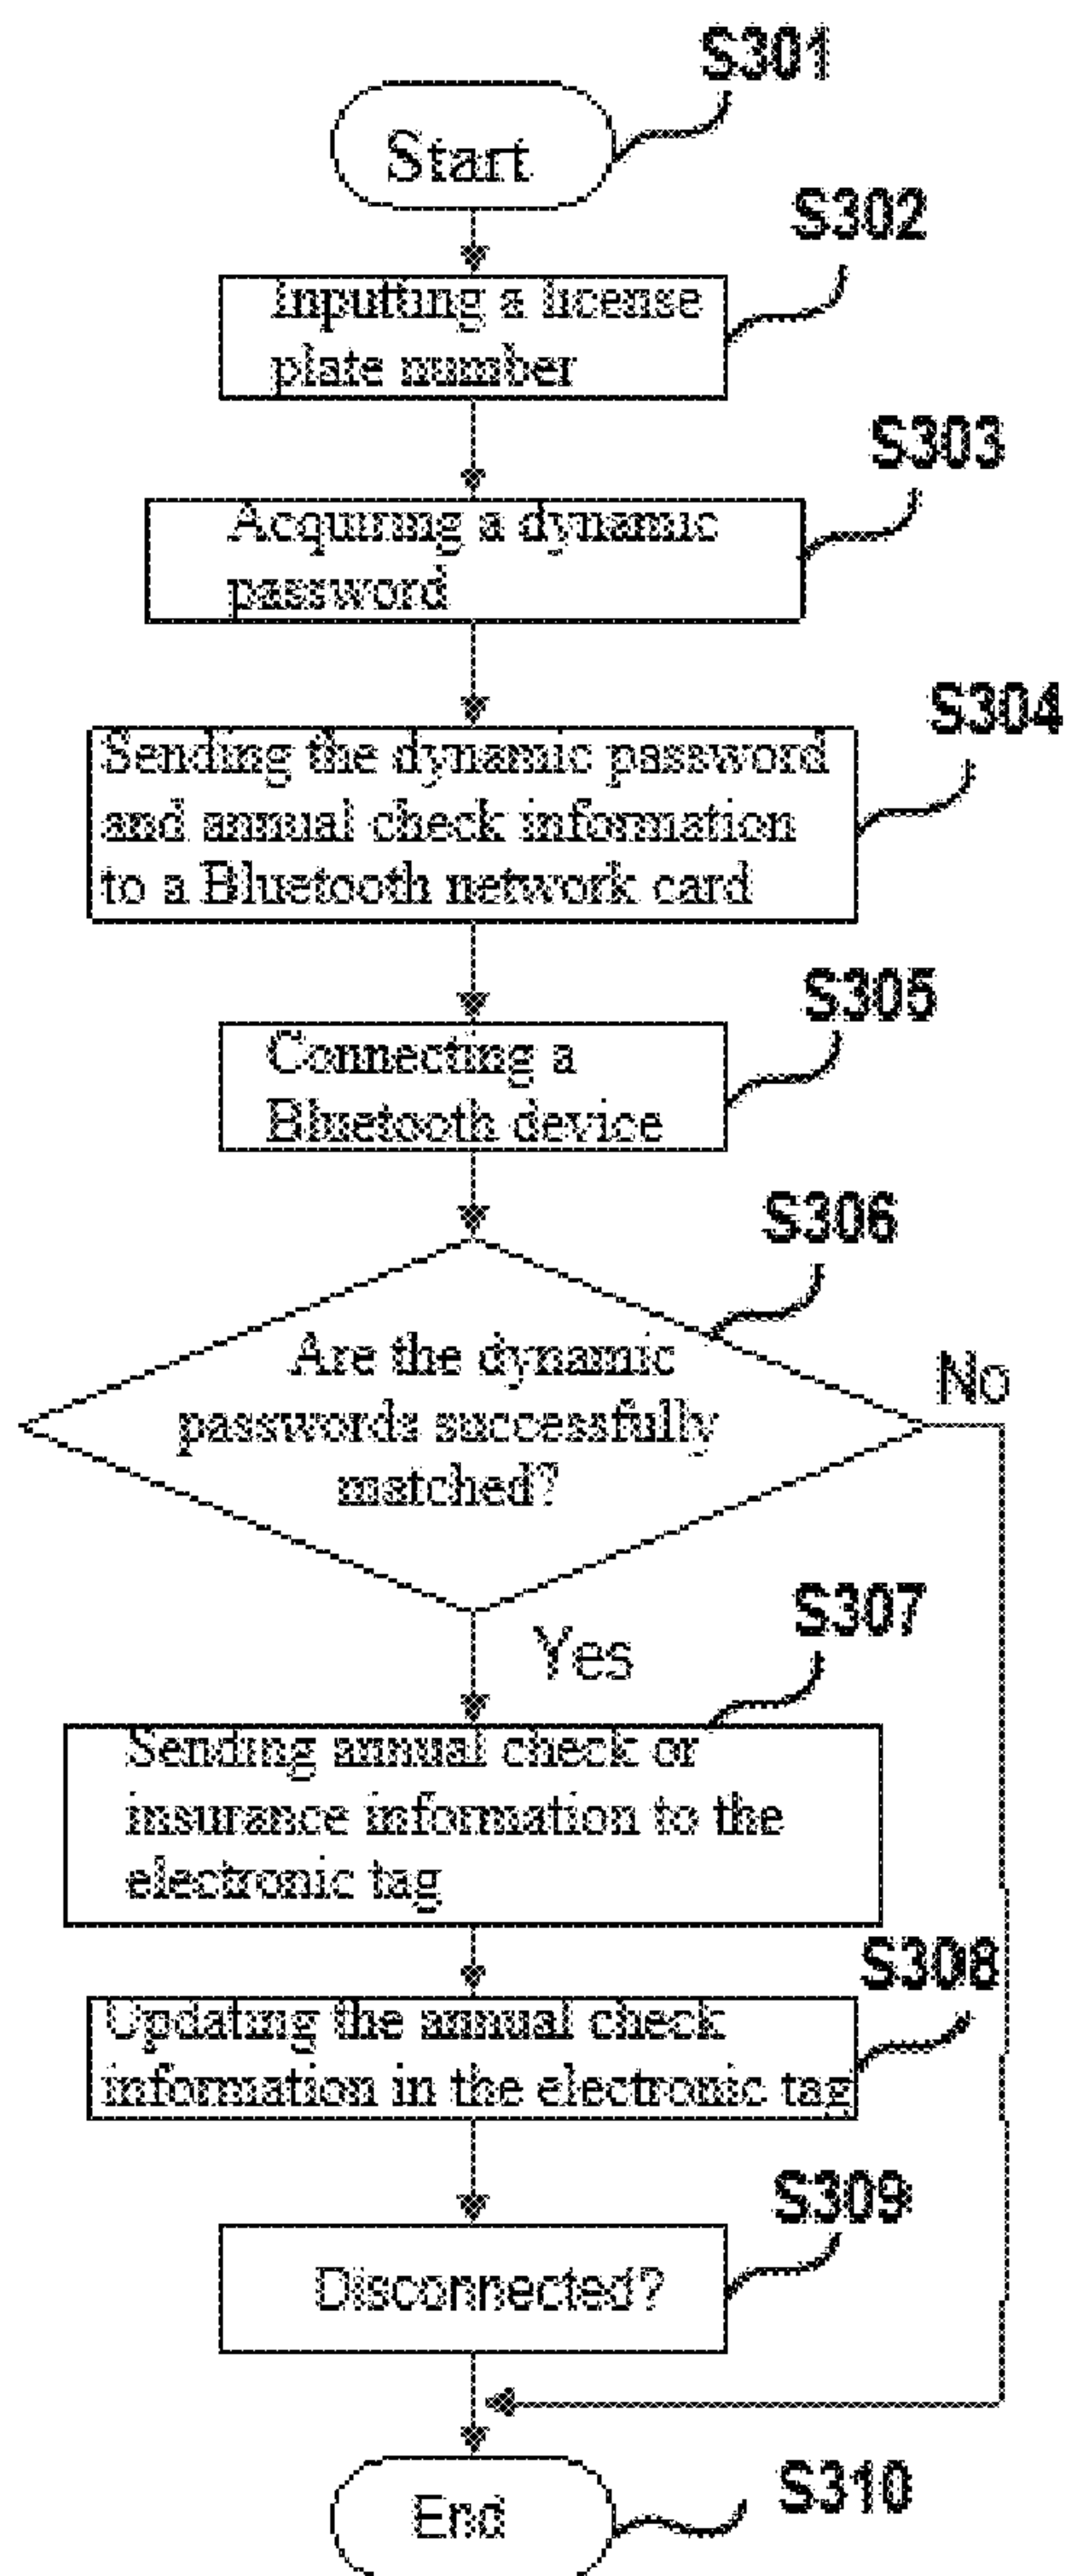 S301
Start
S302
Inputting a license
plate number
S303
Acquiring a dynamic
password
S304
Sending the dynamic password
and annual check information
to a Bluetooth network card
S305
Connecting a
Bluetooth device
S306
Are the dynamic
passwords successfully
matched?
No
Yes
S307
Sending annual check or
insurance information to the
electronic tag
S308
Updating the annual check
information in the electronic tag
S309
Disconnected?
S310
End